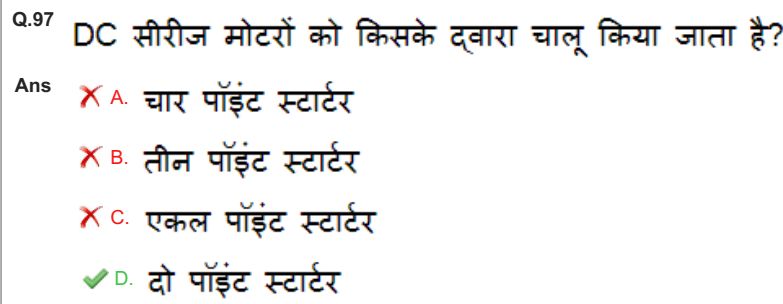 Q.97 DC सीरीज मोटरों को किसके द्वारा चालू किया जाता है?
Ans A. चार पॉइंट स्टार्टर
B. तीन पॉइंट स्टार्टर
C. एकल पॉइंट स्टार्टर
D. दो पॉइंट स्टार्टर